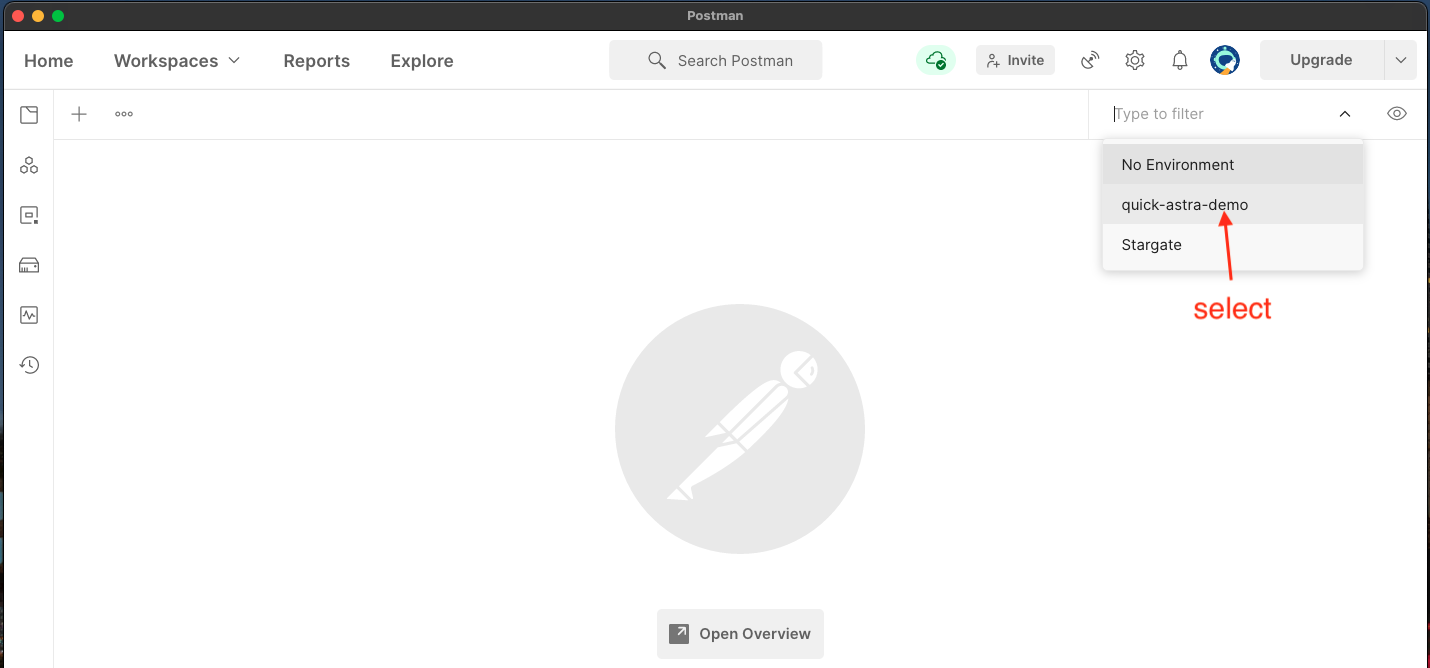 Postman
Home Workspaces Reports Explore Search Postman Invite Upgrade
Type to filter
No Environment
quick-astra-demo
Stargate
select
Open Overview